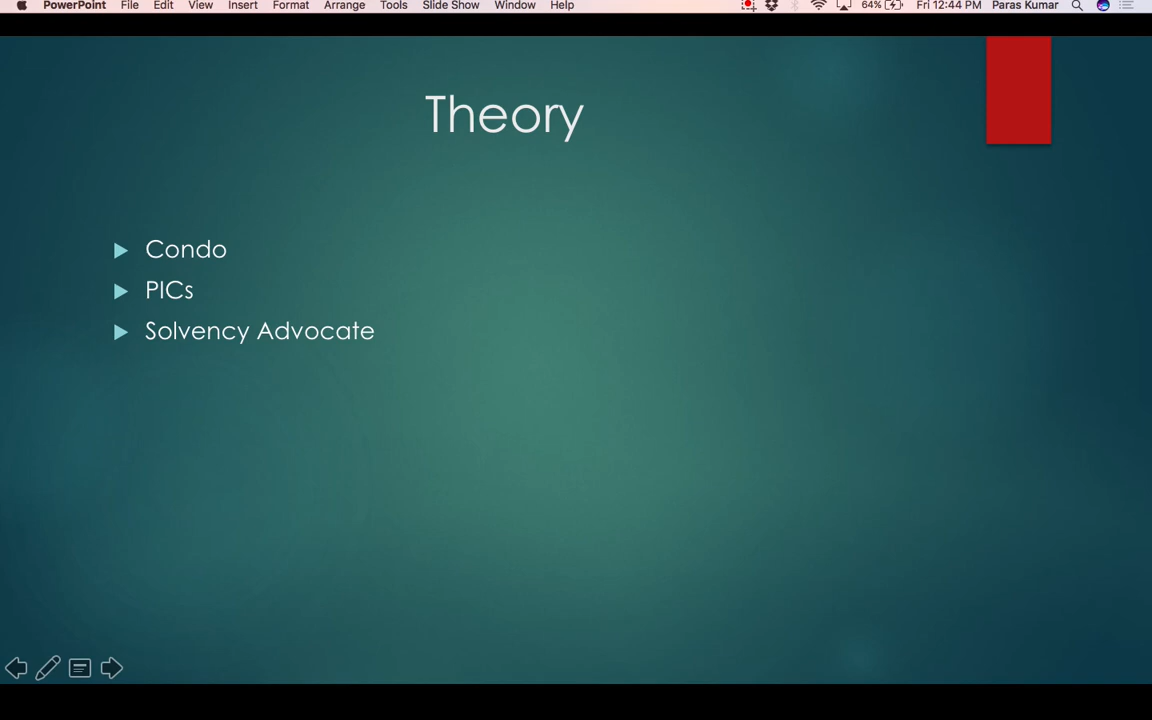 PowerPoint File Edit View Insert Format Arrange Tools Slide Show Window Help 64% Fri 12:44 PM Paras Kumar
Theory
Condo
PICs
Solvency Advocate